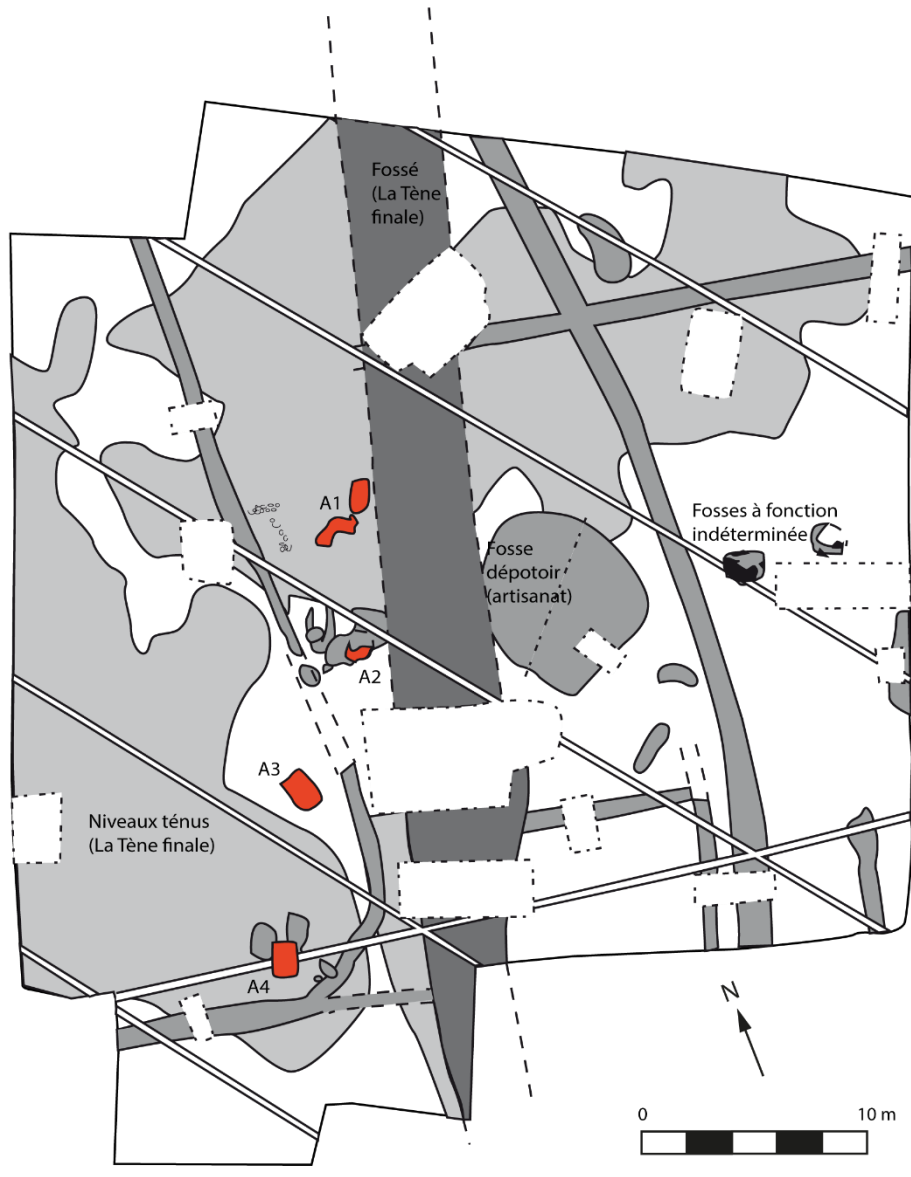 Fossé
(La Tène
finale)
A1
Fosses à fonction
indéterminée
Fosse
dépotoir
(artisanat)
A2
A3
Niveaux ténus
(La Tène finale)
A4
N
0 10 m